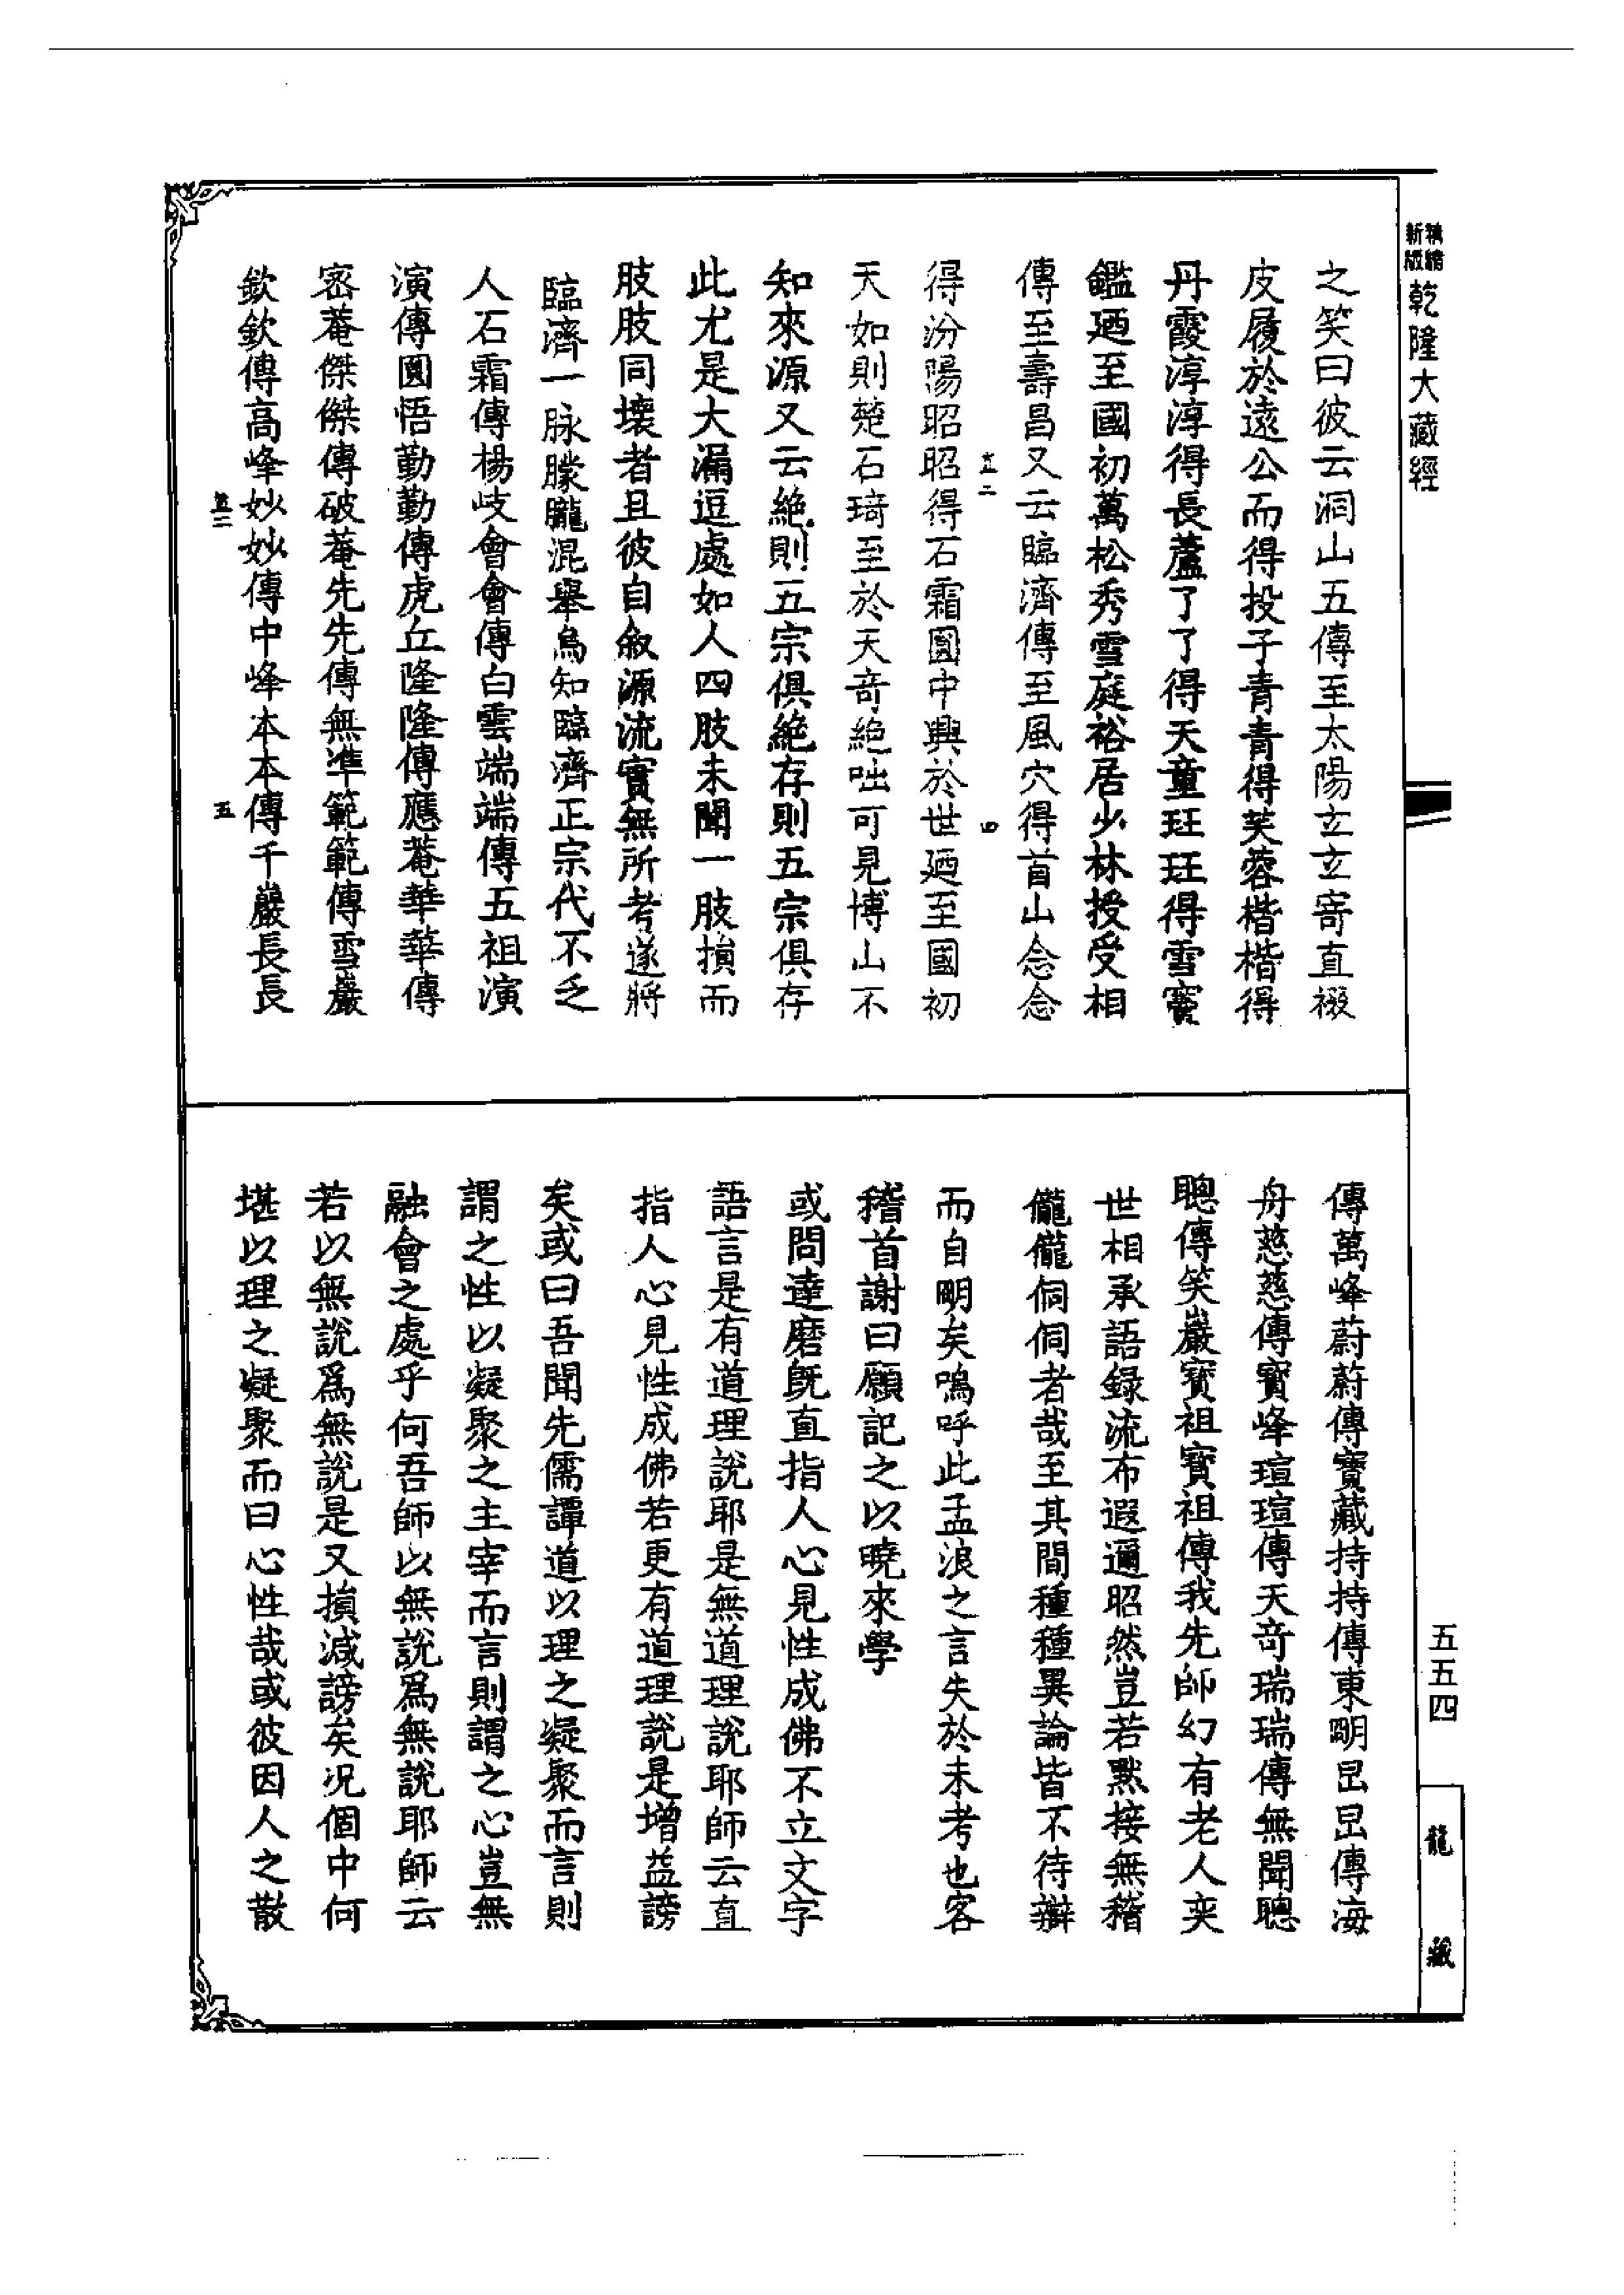 新編縮版
乾隆大藏經
之笑曰彼云洞山五傳至太陽玄玄寄直裰
皮履於遠公而得投子青青得芙蓉楷楷得
丹霞淳淳得長蘆了了得天童珏珏得雪竇
鑑廼至國初萬松秀雪庭裕居少林授受相
傳至壽昌又云臨濟傳至風穴得首山念念
四
得汾陽昭昭得石霜圓中興於世廼至國初
天如則楚石琦至於天奇絶咄可見博山不
知來源又云絶則五宗俱絶存則五宗俱存
此尤是大漏逗處如人四肢未聞一肢損而
肢肢同壞者且彼自敘源流實無所考遂將
臨濟一脉朦朧混舉烏知臨濟正宗代不乏
人石霜傳楊岐會會傳白雲端端傳五祖演
演傳圓悟勤勤傳虎丘隆隆傳應菴華華傳
密菴傑傑傳破菴先先傳無準範範傳雪巖
欽欽傳高峰妙妙傳中峰本本傳千巖長長
五
傳萬峰蔚蔚傳寶藏持持傳東明旵旵傳海
舟慈慈傳寶峰瑄瑄傳天奇瑞瑞傳無聞聰
聰傳笑巖寶祖寶祖傳我先師幻有老人奕
世相承語録流布遐邇昭然豈若默接無稽
儱儱侗侗者哉至其間種種異論皆不待辯
而自明矣嗚呼此孟浪之言失於未考也客
稽首謝曰願記之以曉來學
或問達磨旣直指人心見性成佛不立文字
語言是有道理說耶是無道理說耶師云直
指人心見性成佛若更有道理說是增益謗
矣或曰吾聞先儒譚道以理之凝聚而言則
謂之性以凝聚之主宰而言則謂之心豈無
融會之處乎何吾師以無說爲無說耶師云
若以無說爲無說是又損減謗矣况個中何
堪以理之凝聚而曰心性哉或彼因人之散
五五四
龍藏